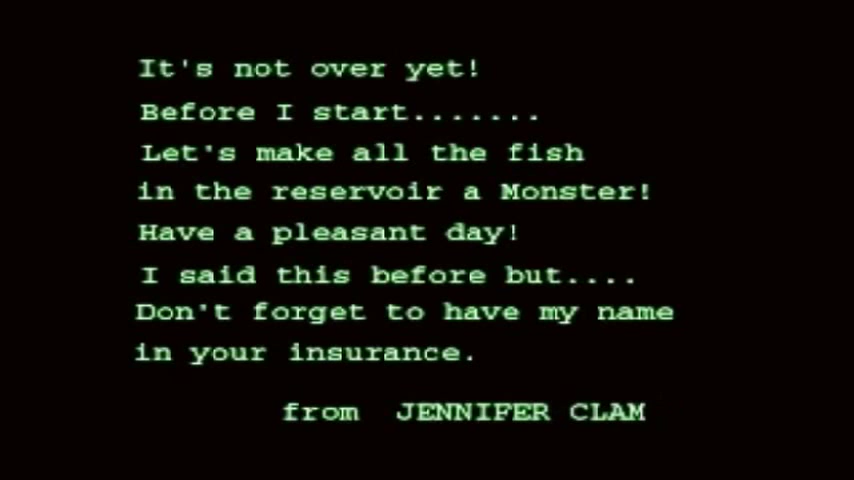 It's not over yet!
Before I start.......
Let's make all the fish
in the reservoir a Monster!
Have a pleasant day!
I said this before but....
Don't forget to have my name
in your insurance.
from JENNIFER CLAM